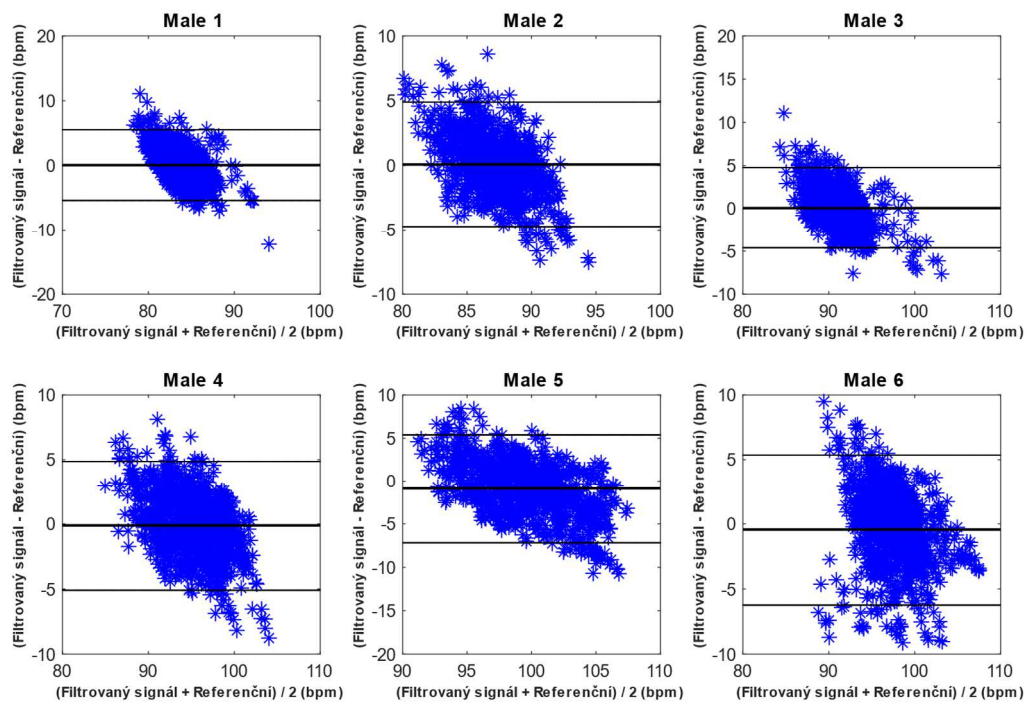 Male 1
Male 2
Male 3
(Filtrovaný signál - Referenční) (bpm)
20
10
0
-10
-20
(Filtrovaný signál - Referenční) (bpm)
10
5
0
-5
-10
(Filtrovaný signál - Referenční) (bpm)
20
15
10
5
0
-5
-10
70 80 90 100
80 85 90 95 100
80 90 100 110
(Filtrovaný signál + Referenční) / 2 (bpm)
(Filtrovaný signál + Referenční) / 2 (bpm)
(Filtrovaný signál + Referenční) / 2 (bpm)
Male 4
Male 5
Male 6
(Filtrovaný signál - Referenční) (bpm)
10
5
0
-5
-10
(Filtrovaný signál - Referenční) (bpm)
10
5
0
-5
-10
-15
-20
(Filtrovaný signál - Referenční) (bpm)
10
5
0
-5
-10
80 90 100 110
90 95 100 105 110
80 90 100 110
(Filtrovaný signál + Referenční) / 2 (bpm)
(Filtrovaný signál + Referenční) / 2 (bpm)
(Filtrovaný signál + Referenční) / 2 (bpm)